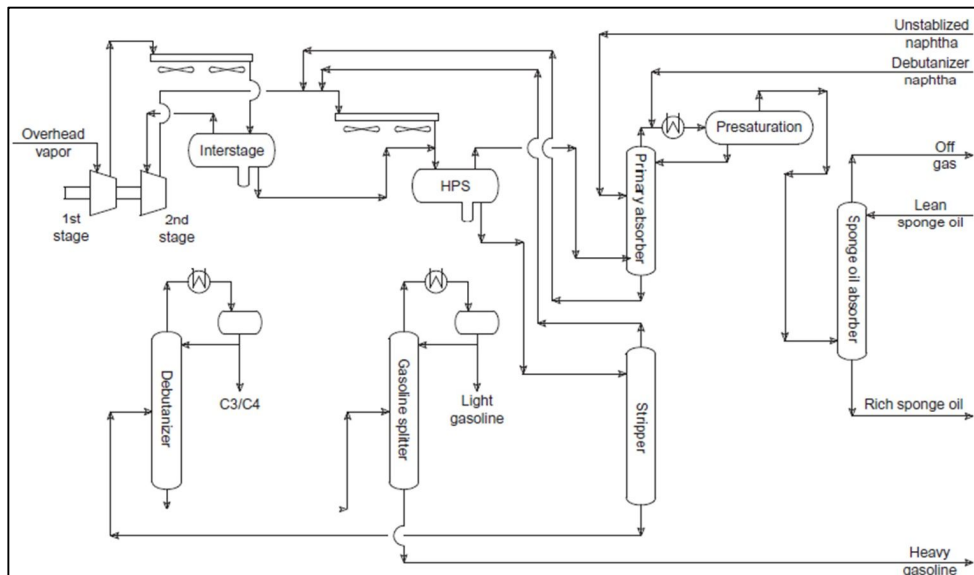 Unstablized
naphtha
Debutanizer
naphtha
Overhead
vapor
Interstage
1st
stage
2nd
stage
HPS
Primary absorber
Presaturation
Off
gas
Lean
sponge oil
Sponge oil absorber
Rich sponge oil
Debutanizer
C3/C4
Gasoline splitter
Light
gasoline
Stripper
Heavy
gasoline